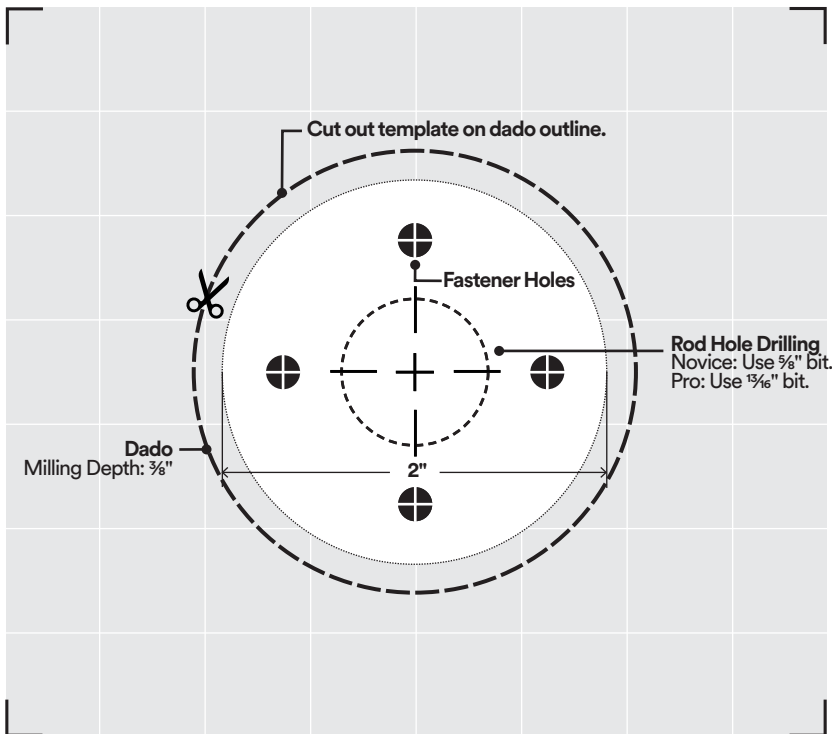 Cut out template on dado outline.
Fastener Holes
Rod Hole Drilling
Novice: Use ⅝" bit.
Pro: Use 13⁄16" bit.
Dado
Milling Depth: ⅜"
2"